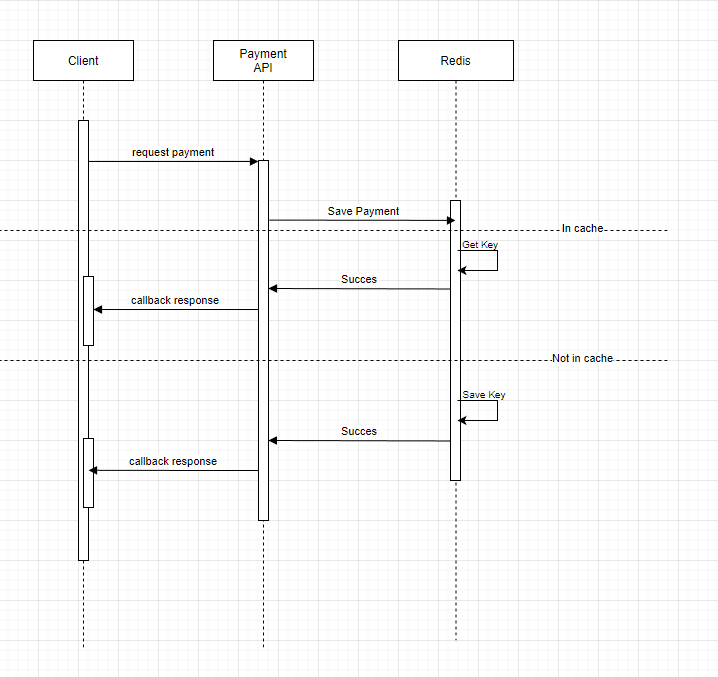 Client
Payment
API
Redis
request payment
Save Payment
In cache
Get Key
Succes
callback response
Not in cache
Save Key
Succes
callback response